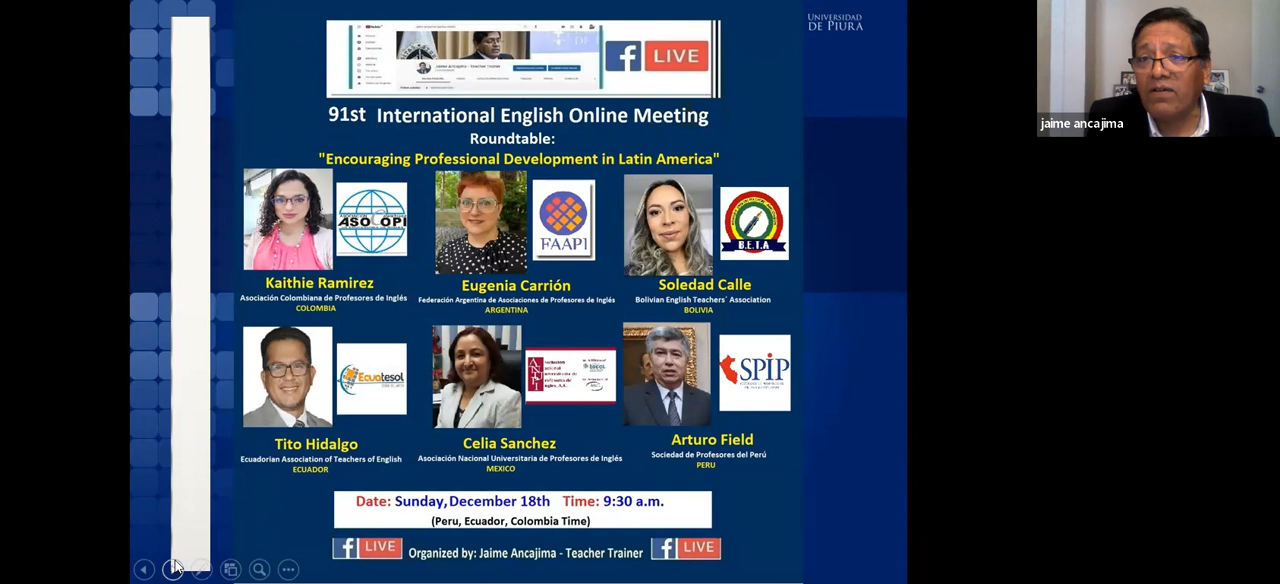 UNIVERSIDAD
DE PIURA
LIVE
jaime ancajima
91st International English Online Meeting
Roundtable:
"Encouraging Professional Development in Latin America"
ASOCOPI
FAAPI
B.E.T.A
Kaithie Ramirez
Eugenia Carrión
Soledad Calle
Asociación Colombiana de Profesores de Inglés
Federación Argentina de Asociaciones de Profesores de Inglés
Bolivian English Teachers´ Association
COLOMBIA
ARGENTINA
BOLIVIA
Ecuatesol
SPIP
Tito Hidalgo
Celia Sanchez
Arturo Field
Ecuadorian Association of Teachers of English
Asociación Nacional Universitaria de Profesores de Inglés
Sociedad de Profesores del Perú
ECUADOR
MEXICO
PERU
Date: Sunday, December 18th Time: 9:30 a.m.
(Peru, Ecuador, Colombia Time)
LIVE Organized by: Jaime Ancajima - Teacher Trainer LIVE